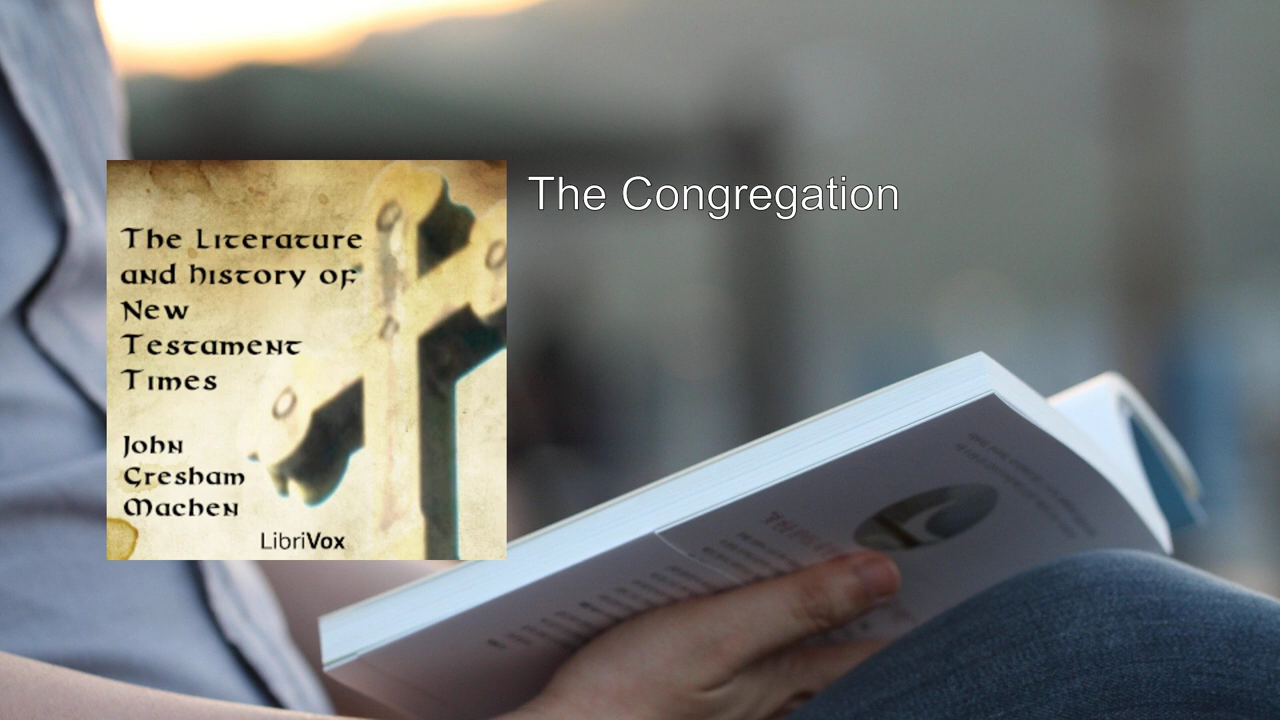 The Congregation
The Literature
and History of
New
Testament
Times
John
Gresham
Machen
LibriVox